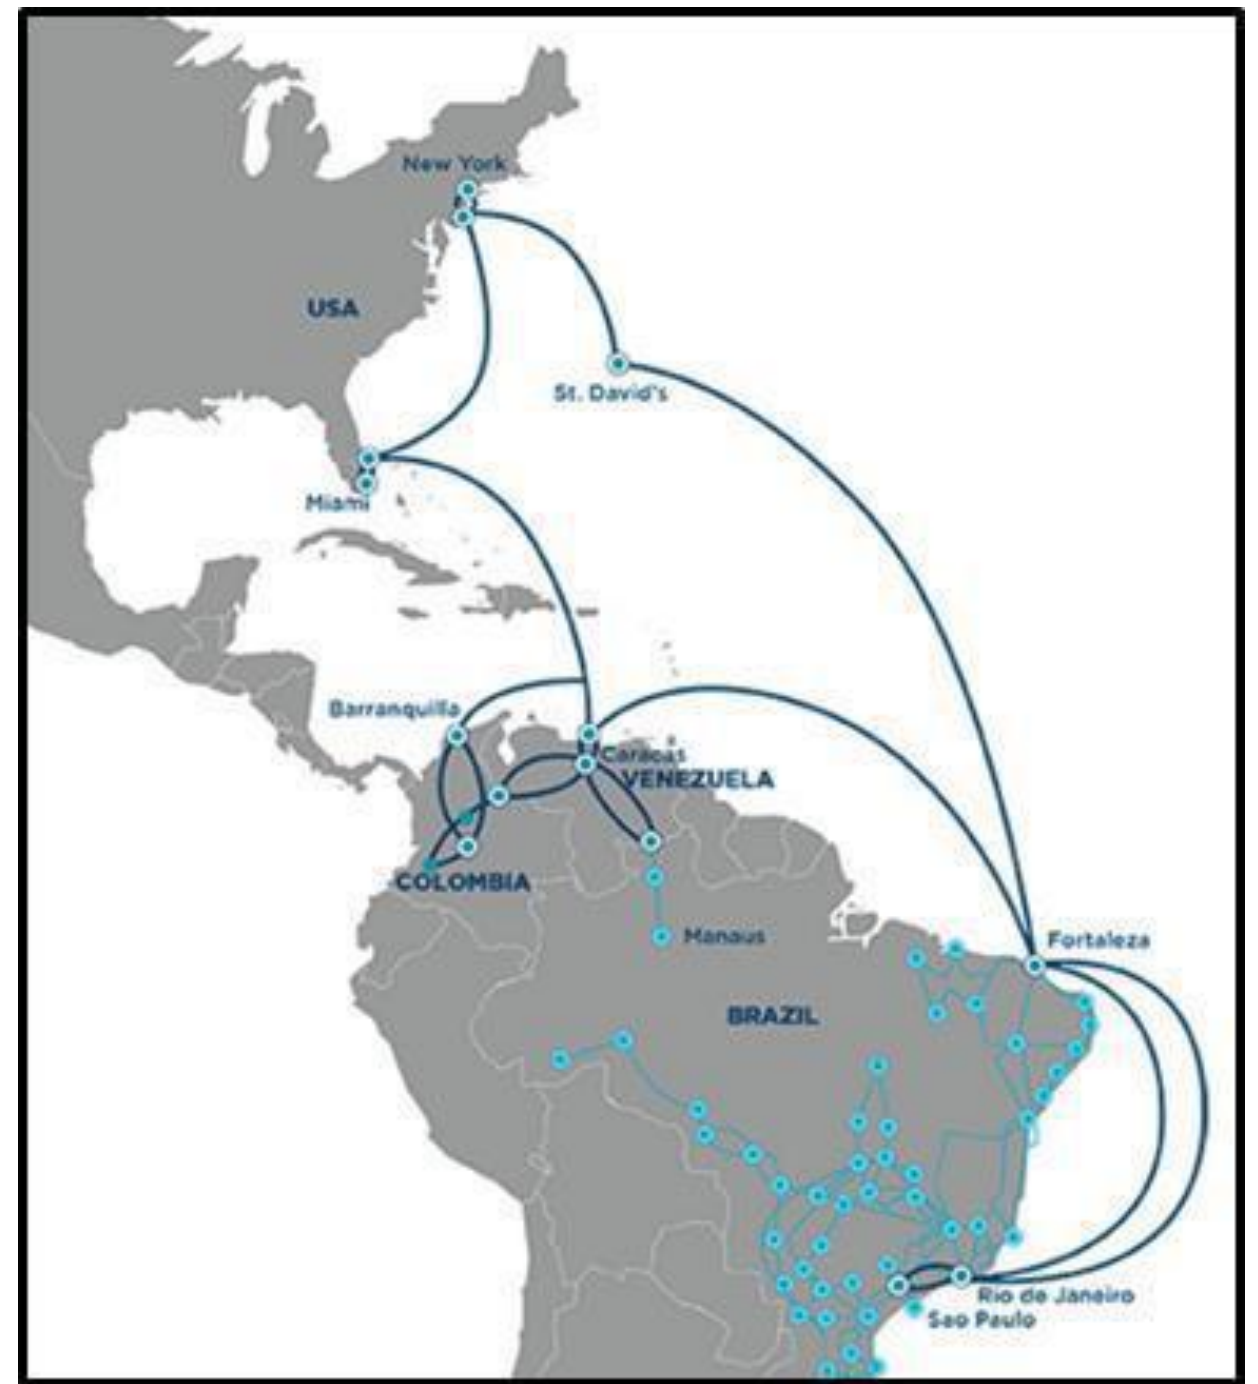 New York
USA
St. David's
Miami
Barranquilla
Caracas
VENEZUELA
COLOMBIA
Manaus
Fortaleza
BRAZIL
Rio de Janeiro
Sao Paulo